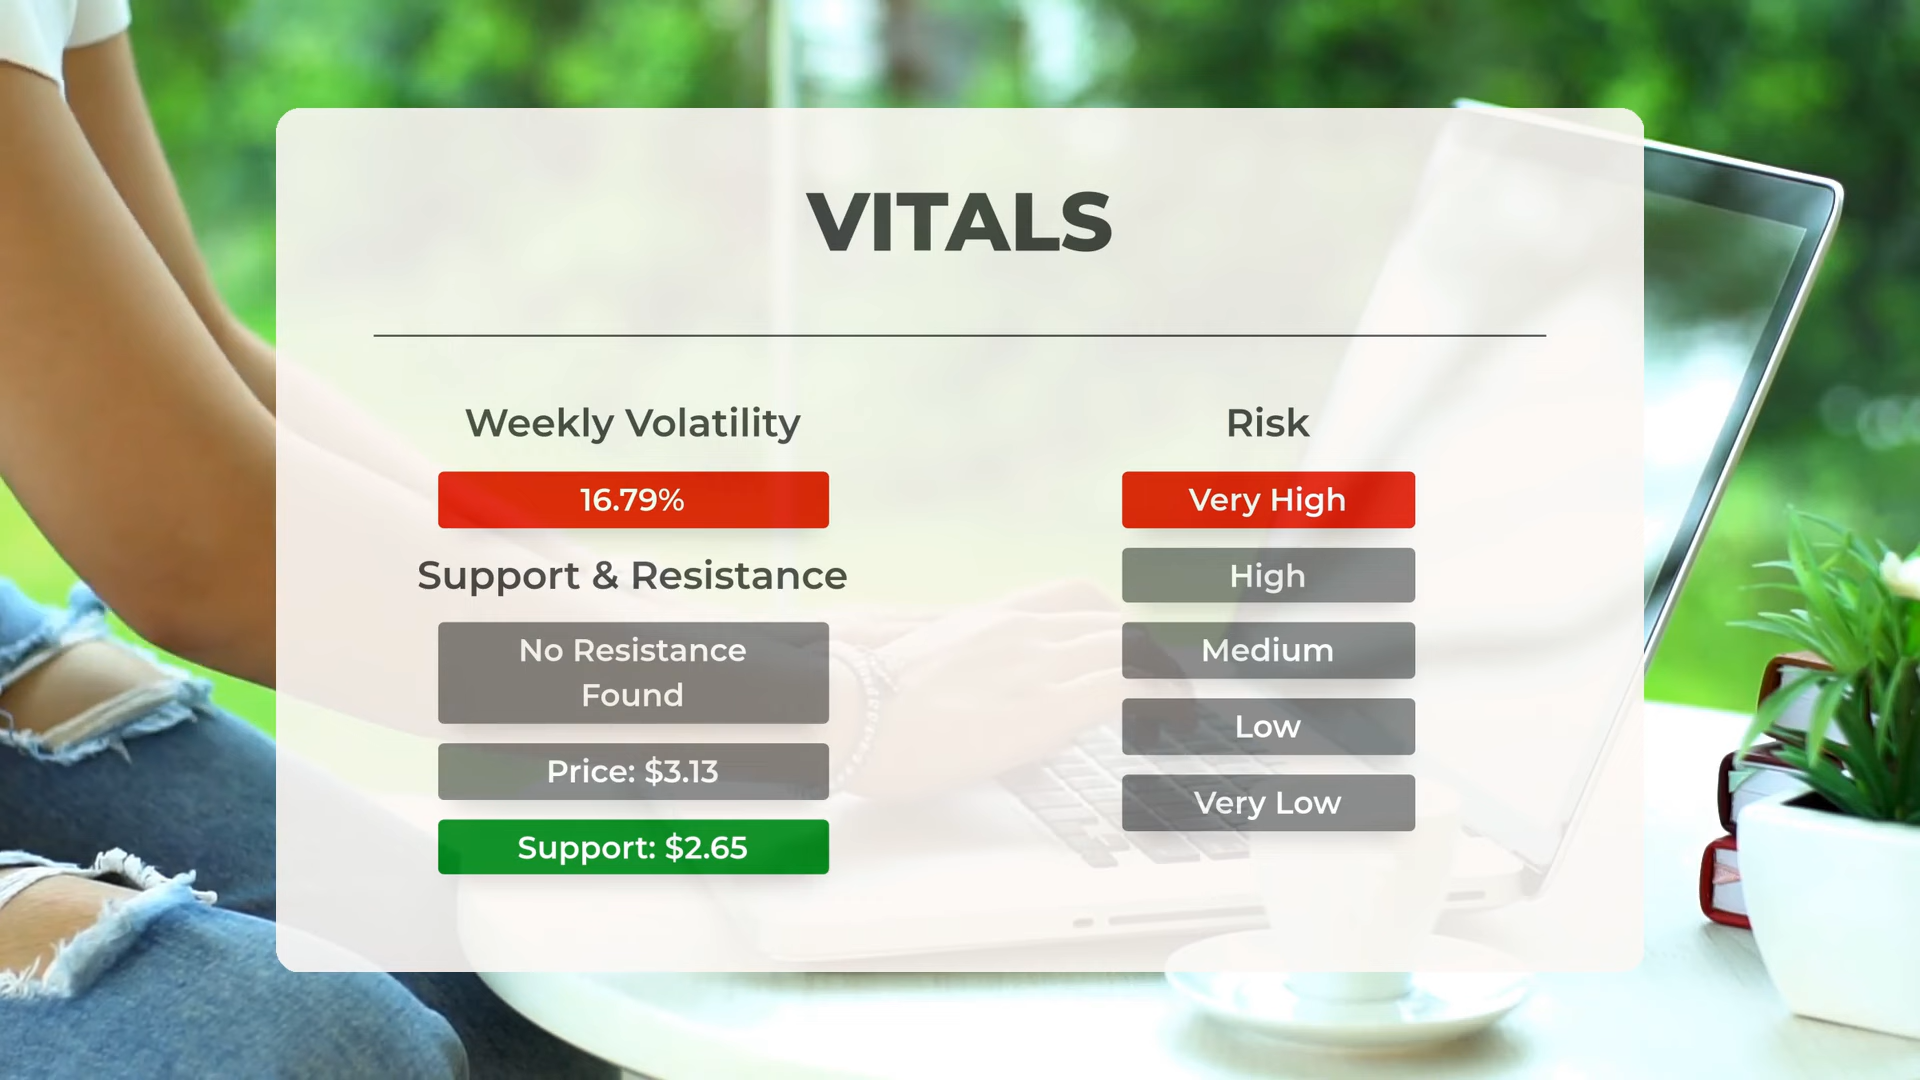 VITALS
Weekly Volatility
16.79%
Support & Resistance
No Resistance
Found
Price: $3.13
Support: $2.65
Risk
Very High
High
Medium
Low
Very Low